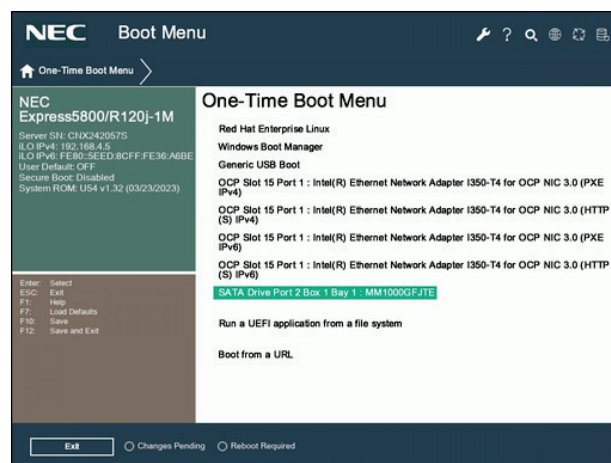 NEC Boot Menu
One-Time Boot Menu
NEC
Express5800/R120j-1M
Server SN: CNX242057S
iLO IPv4: 192.168.4.5
iLO IPv6: FE80::5EED:8CFF:FE36:A6BE
User Default: OFF
Secure Boot: Disabled
System ROM: U54 v1.32 (03/23/2023)
Enter: Select
ESC: Exit
F1: Help
F7: Load Defaults
F10: Save
F12: Save and Exit
One-Time Boot Menu
Red Hat Enterprise Linux
Windows Boot Manager
Generic USB Boot
OCP Slot 15 Port 1 : Intel(R) Ethernet Network Adapter I350-T4 for OCP NIC 3.0 (PXE
IPv4)
OCP Slot 15 Port 1 : Intel(R) Ethernet Network Adapter I350-T4 for OCP NIC 3.0 (HTTP
(S) IPv4)
OCP Slot 15 Port 1 : Intel(R) Ethernet Network Adapter I350-T4 for OCP NIC 3.0 (PXE
IPv6)
OCP Slot 15 Port 1 : Intel(R) Ethernet Network Adapter I350-T4 for OCP NIC 3.0 (HTTP
(S) IPv6)
SATA Drive Port 2 Box 1 Bay 1 : MM1000GFJTE
Run a UEFI application from a file system
Boot from a URL
Exit
Changes Pending
Reboot Required